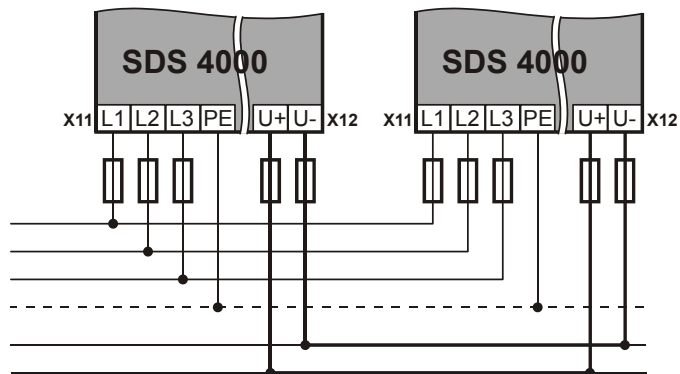 SDS 4000 SDS 4000
X11 L1 L2 L3 PE U+ U- X12 X11 L1 L2 L3 PE U+ U- X12